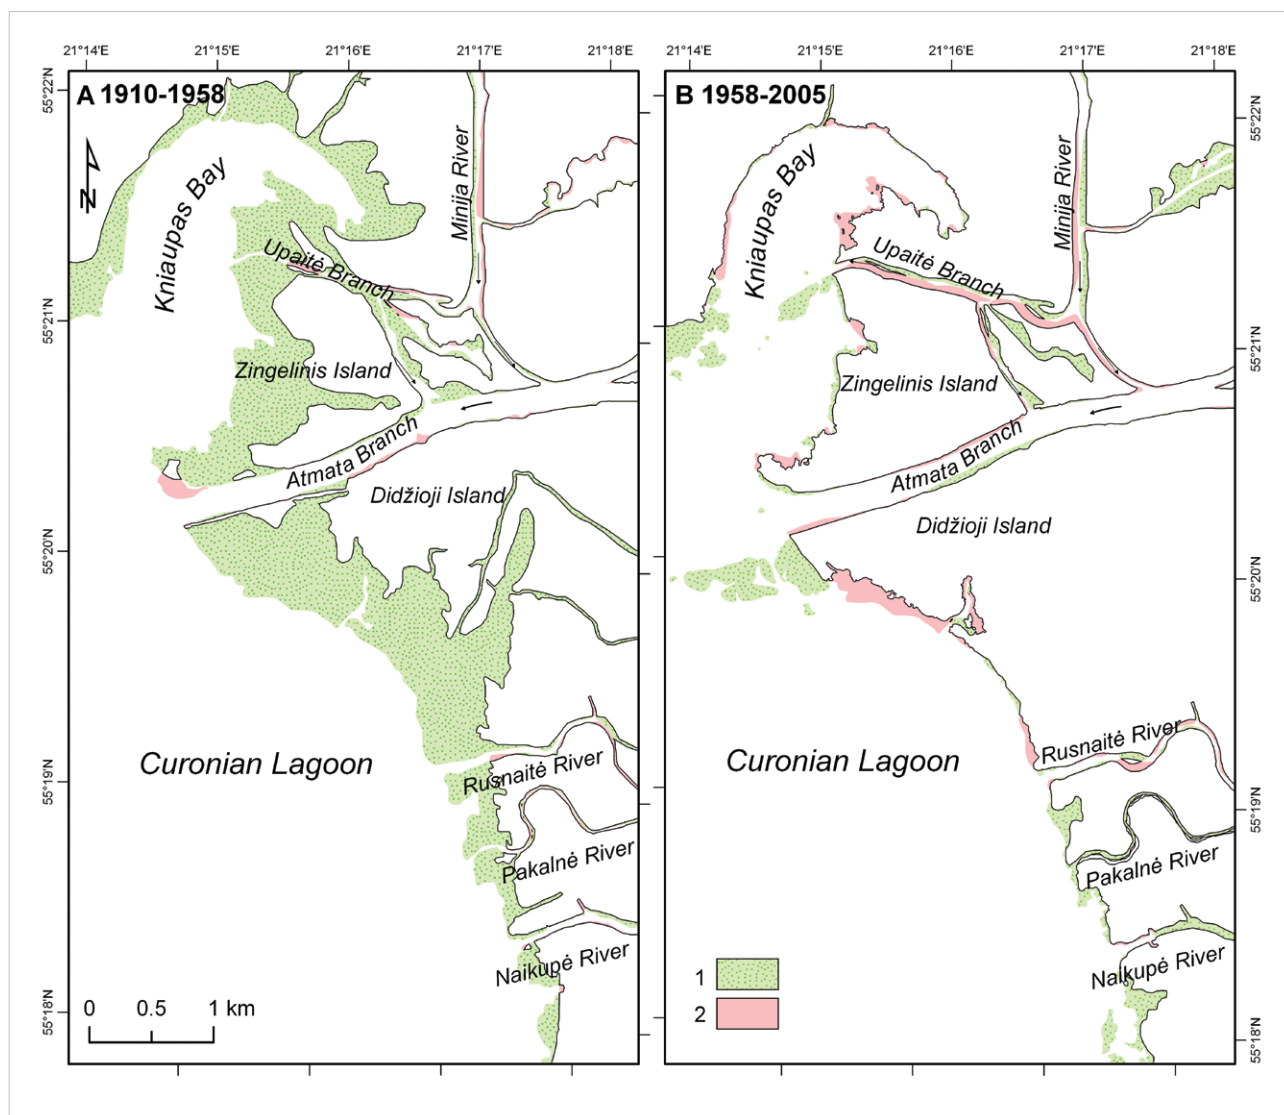 21°14'E 21°15'E 21°16'E 21°17'E 21°18'E
A 1910-1958
55°22'N
55°21'N
55°20'N
55°19'N
55°18'N
N
Kniaupas Bay
Minija River
Upaitė Branch
Zingelinis Island
Atmata Branch
Didžioji Island
Curonian Lagoon
Rusnaitė River
Pakalnė River
Naikupė River
0 0.5 1 km
21°14'E 21°15'E 21°16'E 21°17'E 21°18'E
B 1958-2005
55°22'N
55°21'N
55°20'N
55°19'N
55°18'N
Kniaupas Bay
Minija River
Upaitė Branch
Zingelinis Island
Atmata Branch
Didžioji Island
Curonian Lagoon
Rusnaitė River
Pakalnė River
Naikupė River
1
2